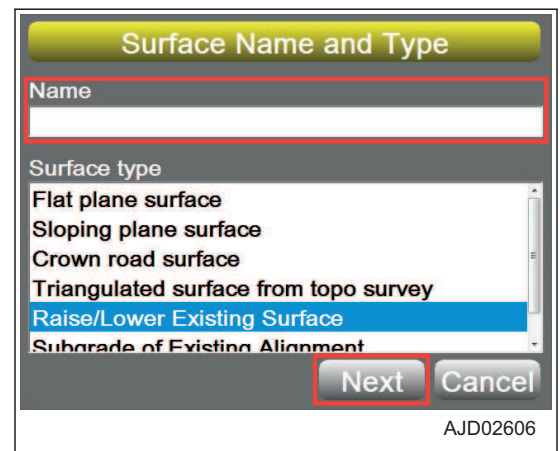 Surface Name and Type
Name
Surface type
Flat plane surface
Sloping plane surface
Crown road surface
Triangulated surface from topo survey
Raise/Lower Existing Surface
Subgrade of Existing Alignment
Next Cancel
AJD02606